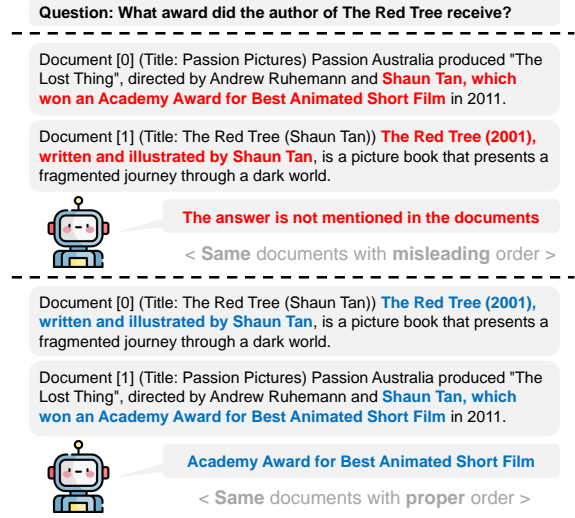 Question: What award did the author of The Red Tree receive?
Document [0] (Title: Passion Pictures) Passion Australia produced "The
Lost Thing", directed by Andrew Ruhemann and Shaun Tan, which
won an Academy Award for Best Animated Short Film in 2011.
Document [1] (Title: The Red Tree (Shaun Tan)) The Red Tree (2001),
written and illustrated by Shaun Tan, is a picture book that presents a
fragmented journey through a dark world.
The answer is not mentioned in the documents
< Same documents with misleading order >
Document [0] (Title: The Red Tree (Shaun Tan)) The Red Tree (2001),
written and illustrated by Shaun Tan, is a picture book that presents a
fragmented journey through a dark world.
Document [1] (Title: Passion Pictures) Passion Australia produced "The
Lost Thing", directed by Andrew Ruhemann and Shaun Tan, which
won an Academy Award for Best Animated Short Film in 2011.
Academy Award for Best Animated Short Film
< Same documents with proper order >